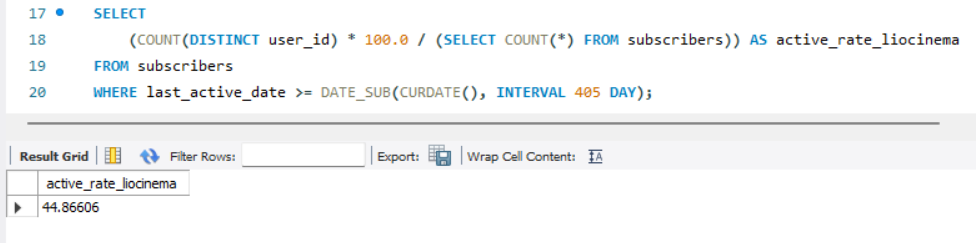 17 SELECT
18 (COUNT(DISTINCT user_id) * 100.0 / (SELECT COUNT(*) FROM subscribers)) AS active_rate_liocinema
19 FROM subscribers
20 WHERE last_active_date >= DATE_SUB(CURDATE(), INTERVAL 405 DAY);
Result Grid Filter Rows: Export: Wrap Cell Content: IA
active_rate_liocinema
44.86606